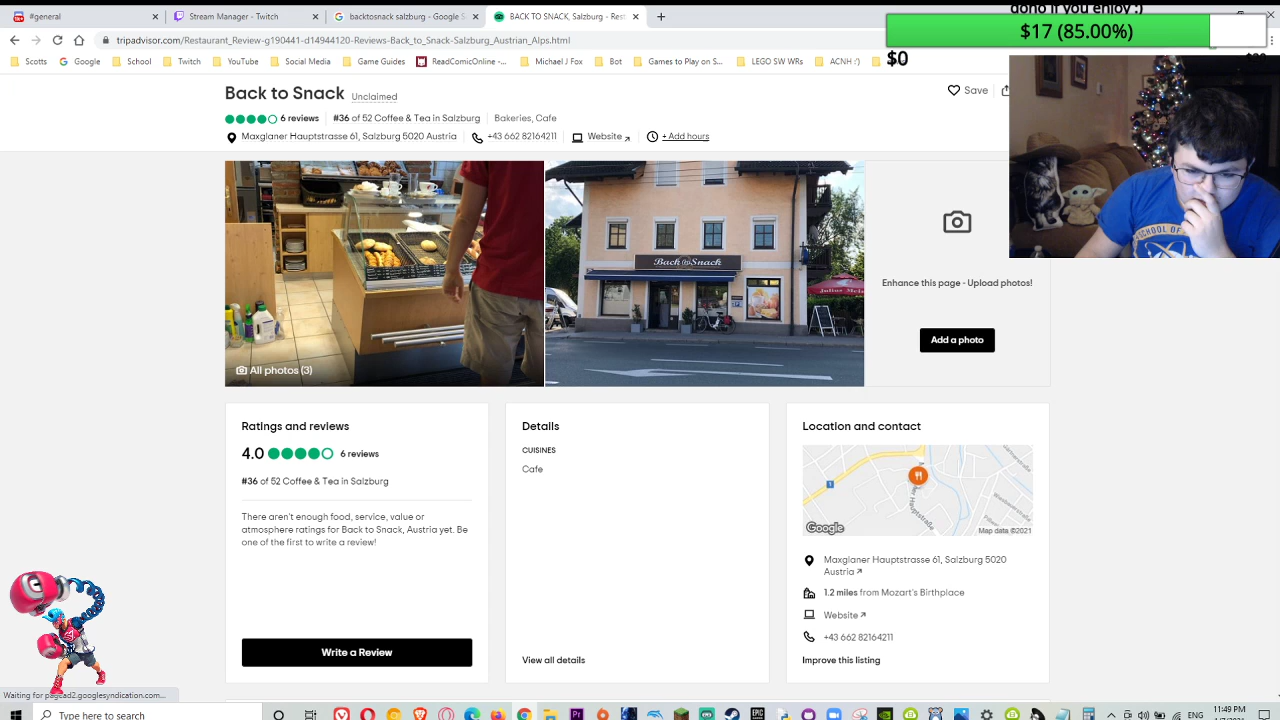 dono if you enjoy :)
#general
Stream Manager - Twitch
backtosnack salzburg - Google S
BACK TO SNACK, Salzburg - Rest
$17 (85.00%)
tripadvisor.com/Restaurant_Review-g190441-d14944120-Reviews-Back_to_Snack-Salzburg_Austrian_Alps.html
$0
Scotts
Google
School
Twitch
YouTube
Social Media
Game Guides
ReadComicOnline -...
Michael J Fox
Bot
Games to Play on S...
LEGO SW WRs
ACNH :')
Back to Snack
Unclaimed
Save
6 reviews
#36 of 52 Coffee & Tea in Salzburg
Bakeries, Cafe
Maxglaner Hauptstrasse 61, Salzburg 5020 Austria
+43 662 82164211
Website
+ Add hours
Back to Snack
SCHOOL OF
Enhance this page - Upload photos!
Add a photo
All photos (3)
Ratings and reviews
4.0
6 reviews
#36 of 52 Coffee & Tea in Salzburg
There aren't enough food, service, value or
atmosphere ratings for Back to Snack, Austria yet. Be
one of the first to write a review!
Write a Review
Details
CUISINES
Cafe
View all details
Location and contact
Google
Map data ©2021
Maxglaner Hauptstrasse 61, Salzburg 5020
Austria
1.2 miles from Mozart's Birthplace
Website
+43 662 82164211
Improve this listing
Waiting for pagead2.googlesyndication.com...
Type here to search
ENG
11:49 PM